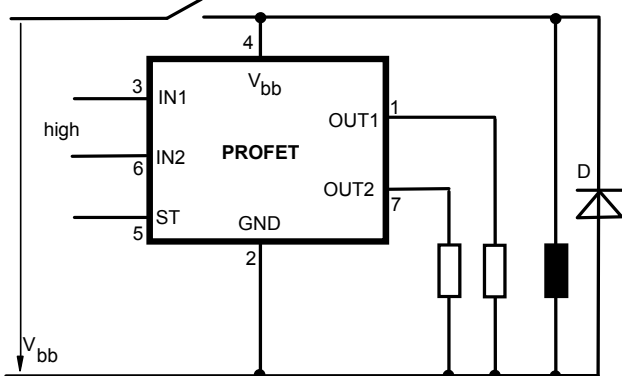 4
V bb
3
IN1
1
OUT1
high
PROFET
6
IN2
D
OUT2
7
ST
5
GND
2
V bb